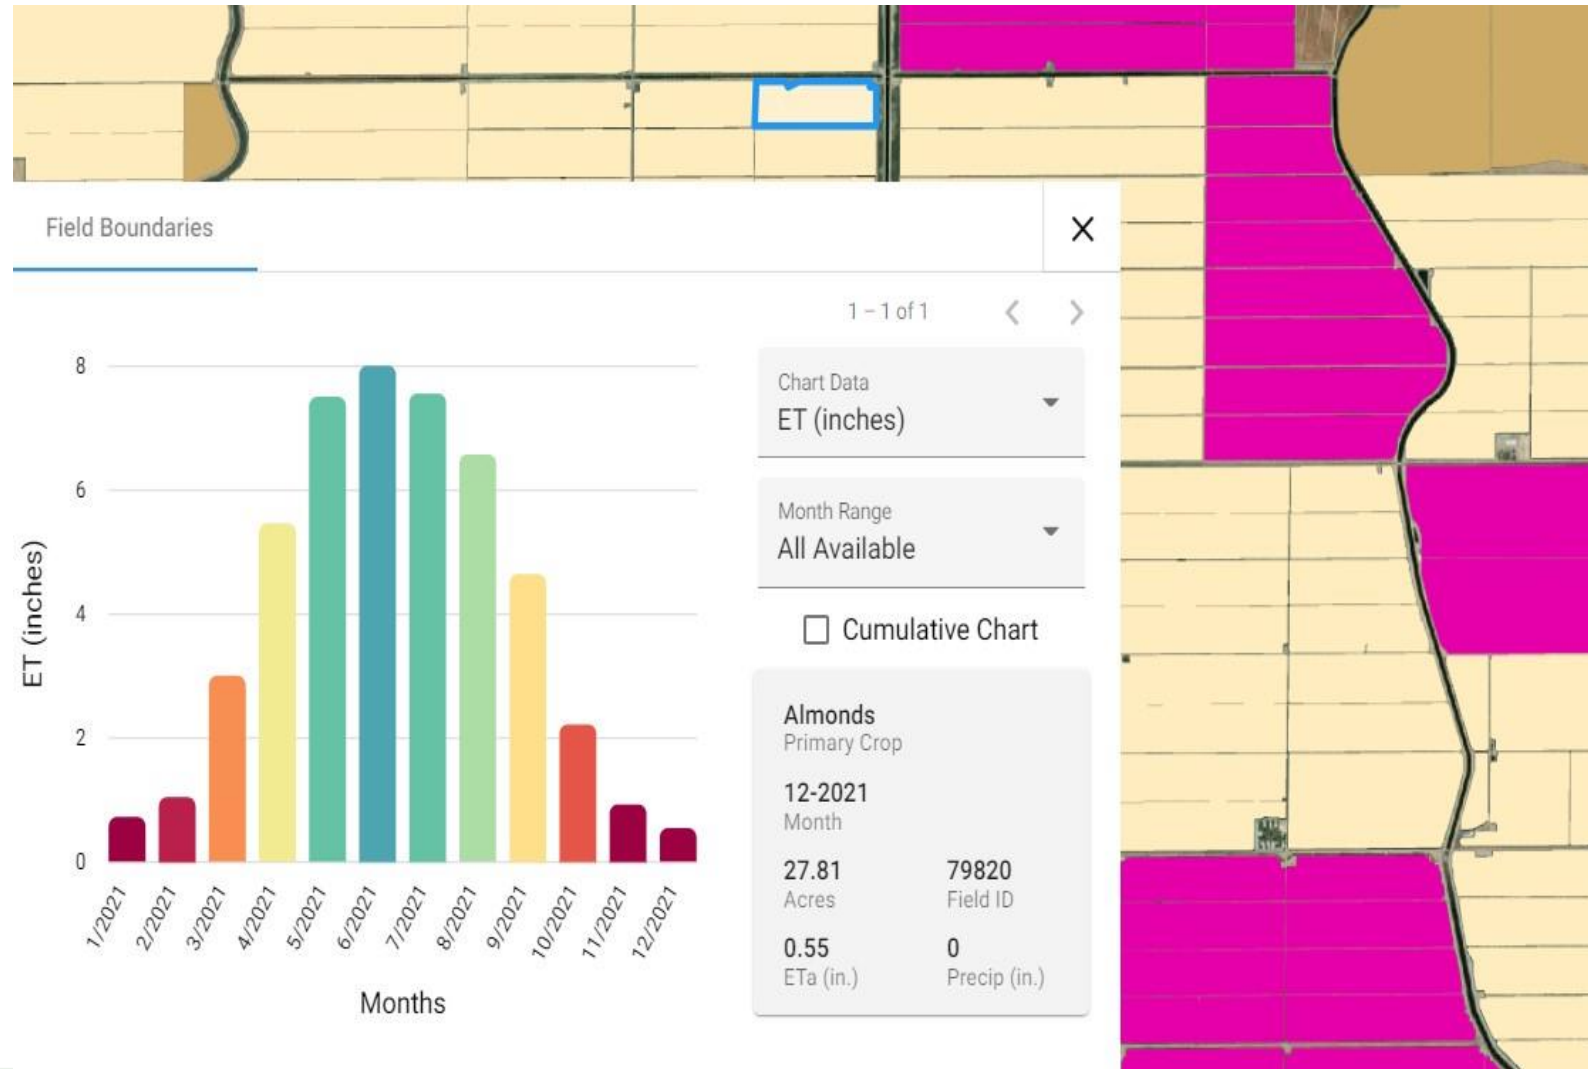 Field Boundaries
1 – 1 of 1
Chart Data
ET (inches)
Month Range
All Available
Cumulative Chart
8
6
4
2
0
ET (inches)
1/2021
2/2021
3/2021
4/2021
5/2021
6/2021
7/2021
8/2021
9/2021
10/2021
11/2021
12/2021
Months
Almonds
Primary Crop
12-2021
Month
27.81 79820
Acres Field ID
0.55 0
ETa (in.) Precip (in.)